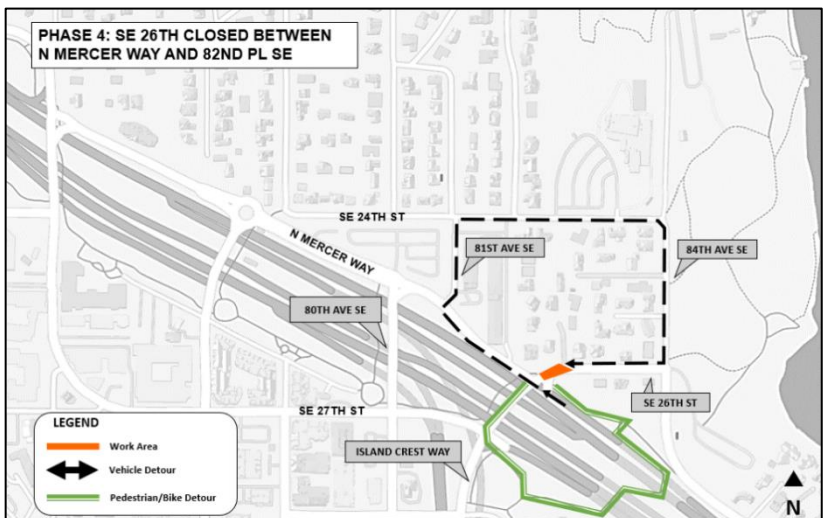 PHASE 4: SE 26TH CLOSED BETWEEN
N MERCER WAY AND 82ND PL SE
SE 24TH ST
N MERCER WAY
81ST AVE SE
84TH AVE SE
80TH AVE SE
SE 26TH ST
SE 27TH ST
ISLAND CREST WAY
LEGEND
Work Area
Vehicle Detour
Pedestrian/Bike Detour
N